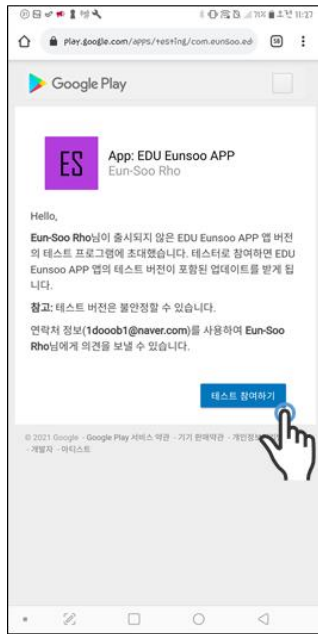 71% 오전 11:27
play.google.com/apps/testing/com.eunsoo.ed
58
Google Play
ES
App: EDU Eunsoo APP
Eun-Soo Rho
Hello,
Eun-Soo Rho님이 출시되지 않은 EDU Eunsoo APP 앱 버전
의 테스트 프로그램에 초대했습니다. 테스터로 참여하면 EDU
Eunsoo APP 앱의 테스트 버전이 포함된 업데이트를 받게 됩
니다.
참고: 테스트 버전은 불안정할 수 있습니다.
연락처 정보(1dooob1@naver.com)를 사용하여 Eun-Soo
Rho님에게 의견을 보낼 수 있습니다.
테스트 참여하기
© 2021 Google - Google Play 서비스 약관 - 기기 판매약관 - 개인정보
- 개발자 - 아티스트